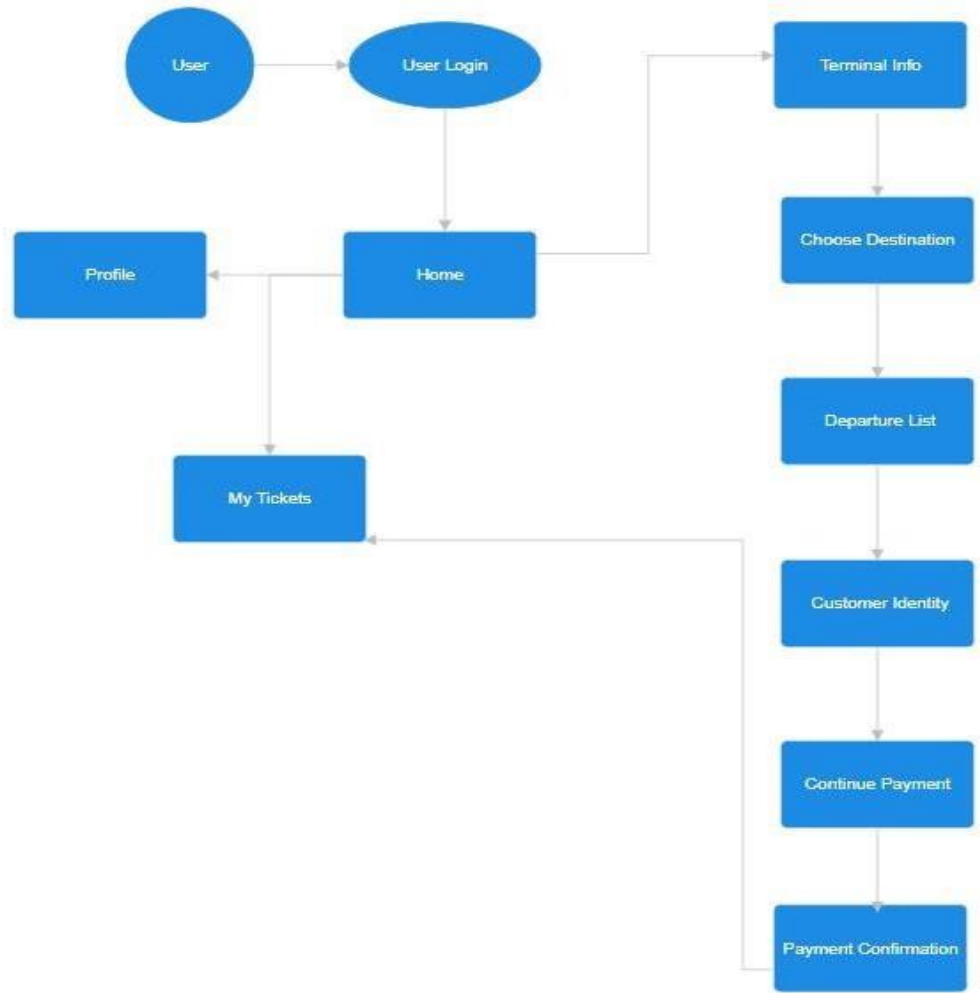 User
User Login
Terminal Info
Choose Destination
Profile
Home
Departure List
My Tickets
Customer Identity
Continue Payment
Payment Confirmation